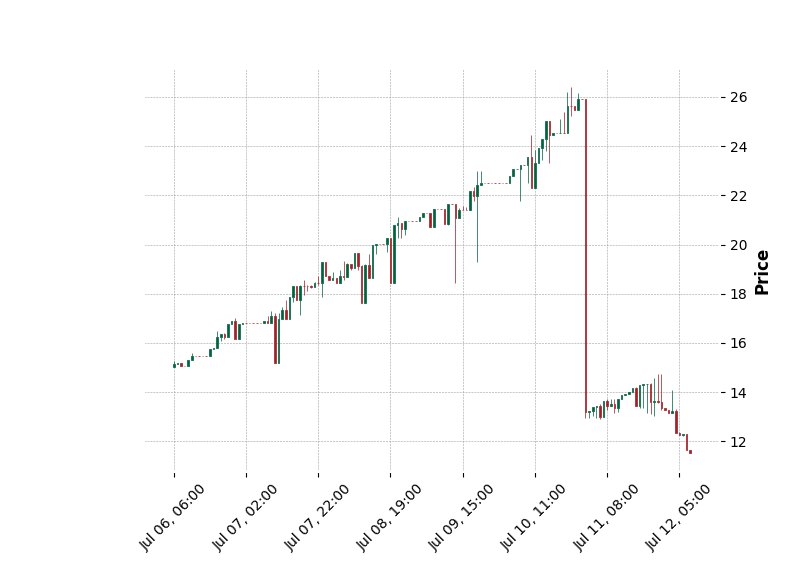 26
24
22
20
18
16
14
12
Price
Jul 06, 06:00
Jul 07, 02:00
Jul 07, 22:00
Jul 08, 19:00
Jul 09, 15:00
Jul 10, 11:00
Jul 11, 08:00
Jul 12, 05:00